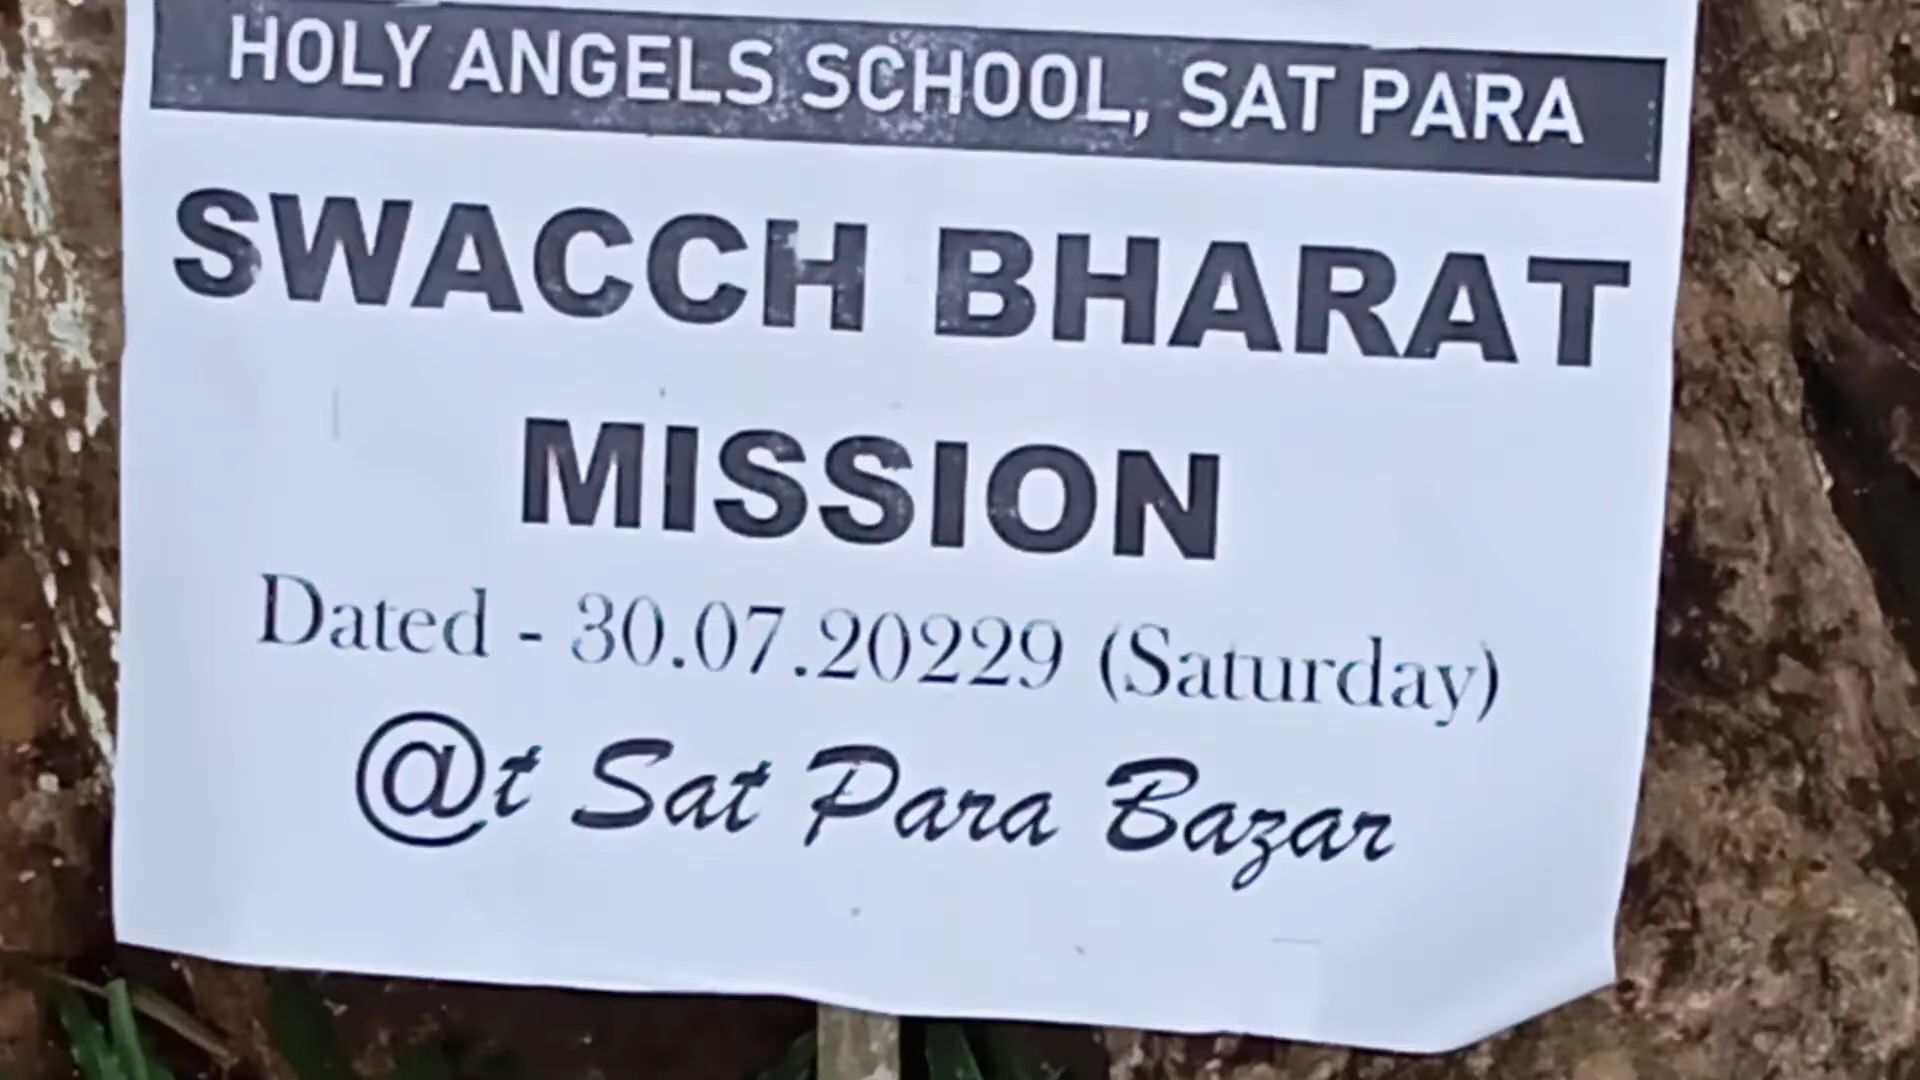 HOLY ANGELS SCHOOL, SAT PARA
SWACCH BHARAT
MISSION
Dated - 30.07.20229 (Saturday)
@t Sat Para Bazar